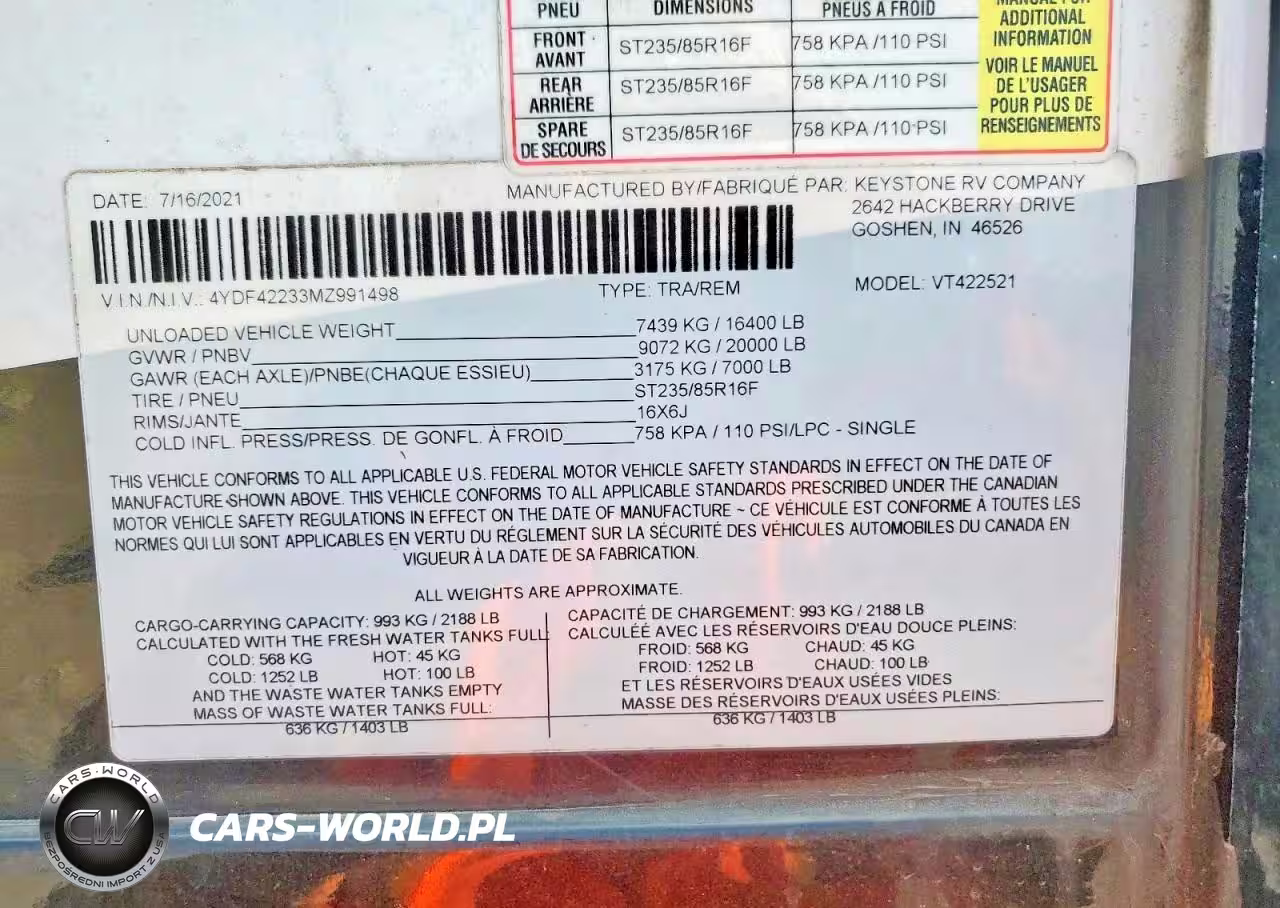 PNEU DIMENSIONS PNEUS A FROID
MANUAL FOR
ADDITIONAL
INFORMATION
VOIR LE MANUEL
DE L'USAGER
POUR PLUS DE
RENSEIGNEMENTS
FRONT
AVANT ST235/85R16F 758 KPA /110 PSI
REAR
ARRIÈRE ST235/85R16F 758 KPA /110 PSI
SPARE
DE SECOURS ST235/85R16F 758 KPA /110 PSI
DATE: 7/16/2021 MANUFACTURED BY/FABRIQUÉ PAR: KEYSTONE RV COMPANY
2642 HACKBERRY DRIVE
GOSHEN, IN 46526
V I N /N.I.V.: 4YDF42233MZ991498 TYPE: TRA/REM MODEL: VT422521
UNLOADED VEHICLE WEIGHT 7439 KG / 16400 LB
GVWR / PNBV 9072 KG / 20000 LB
GAWR (EACH AXLE)/PNBE(CHAQUE ESSIEU) 3175 KG / 7000 LB
TIRE / PNEU ST235/85R16F
RIMS/JANTE 16X6J
COLD INFL. PRESS/PRESS. DE GONFL. À FROID 758 KPA / 110 PSI/LPC - SINGLE
THIS VEHICLE CONFORMS TO ALL APPLICABLE U.S. FEDERAL MOTOR VEHICLE SAFETY STANDARDS IN EFFECT ON THE DATE OF
MANUFACTURE SHOWN ABOVE. THIS VEHICLE CONFORMS TO ALL APPLICABLE STANDARDS PRESCRIBED UNDER THE CANADIAN
MOTOR VEHICLE SAFETY REGULATIONS IN EFFECT ON THE DATE OF MANUFACTURE ~ CE VÉHICULE EST CONFORME À TOUTES LES
NORMES QUI LUI SONT APPLICABLES EN VERTU DU RÉGLEMENT SUR LA SÉCURITÉ DES VÉHICULES AUTOMOBILES DU CANADA EN
VIGUEUR À LA DATE DE SA FABRICATION.
ALL WEIGHTS ARE APPROXIMATE.
CARGO-CARRYING CAPACITY: 993 KG / 2188 LB
CALCULATED WITH THE FRESH WATER TANKS FULL:
COLD: 568 KG HOT: 45 KG
COLD: 1252 LB HOT: 100 LB
AND THE WASTE WATER TANKS EMPTY
MASS OF WASTE WATER TANKS FULL:
636 KG / 1403 LB
CAPACITÉ DE CHARGEMENT: 993 KG / 2188 LB
CALCULÉE AVEC LES RÉSERVOIRS D'EAU DOUCE PLEINS:
FROID: 568 KG CHAUD: 45 KG
FROID: 1252 LB CHAUD: 100 LB
ET LES RÉSERVOIRS D'EAUX USÉES VIDES
MASSE DES RÉSERVOIRS D'EAUX USÉES PLEINS:
636 KG / 1403 LB
CARS-WORLD
CW
BEZPOŚREDNI IMPORT Z USA
CARS-WORLD.PL